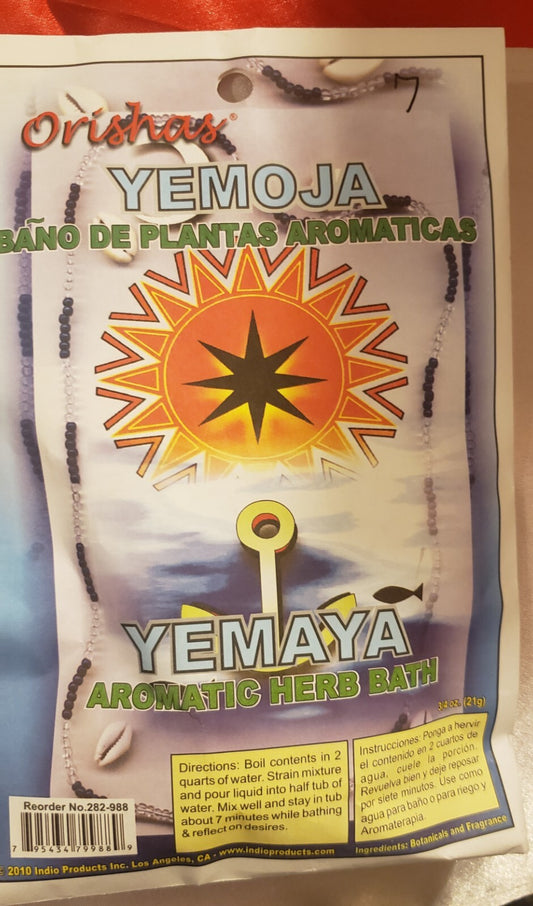 7
Orishas®
YEMOJA
BAÑO DE PLANTAS AROMATICAS
YEMAYA
AROMATIC HERB BATH
3/4 oz. (21g)
Directions: Boil contents in 2
quarts of water. Strain mixture
and pour liquid into half tub of
water. Mix well and stay in tub
about 7 minutes while bathing
& reflect on desires.
Instrucciones: Ponga a hervir
el contenido en 2 cuartos de
agua, cuele la porción.
Revuelva bien y deje reposar
por siete minutos. Use como
agua para baño o para riego y
Aromaterapia.
Reorder No.282-988
7 95434 79988 9
© 2010 Indio Products Inc. Los Angeles, CA - www.indioproducts.com
Ingredients: Botanicals and Fragrance